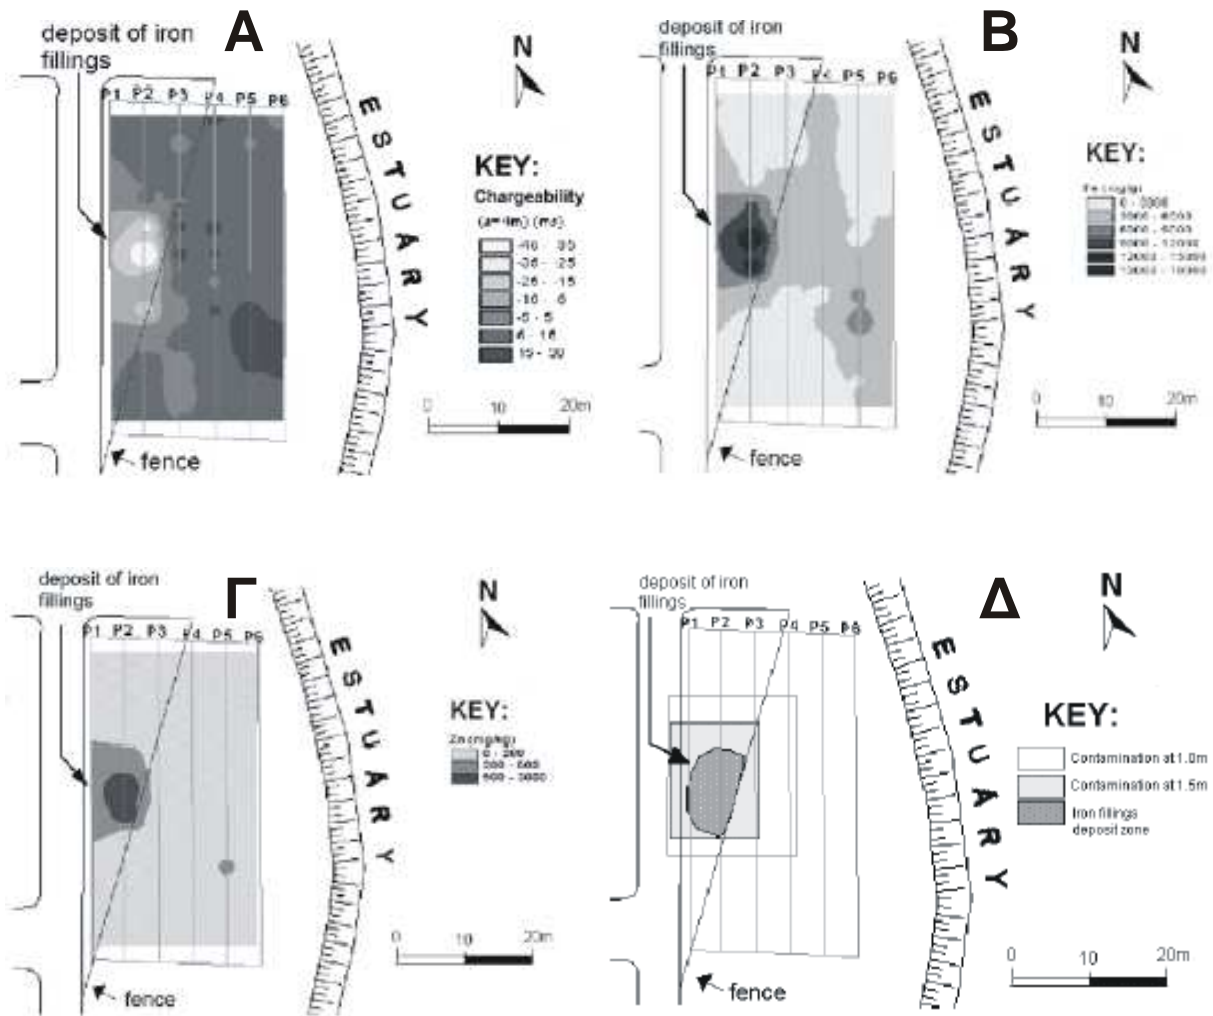 deposit of iron
fillings
A
N
P1 P2 P3 P4 P5 P6
ESTUARY
KEY:
Chargeability
-5 - 5
0 10 20m
fence
deposit of iron
fillings
B
N
P1 P2 P3 P4 P5 P6
ESTUARY
KEY:
0 10 20m
fence
deposit of iron
fillings
Γ
N
P1 P2 P3 P4 P5 P6
ESTUARY
KEY:
0 10 20m
fence
deposit of iron
fillings
Δ
N
P1 P2 P3 P4 P5 P6
ESTUARY
KEY:
Contamination at 1.0m
Contamination at 1.5m
Iron fillings
deposit zone
0 10 20m
fence